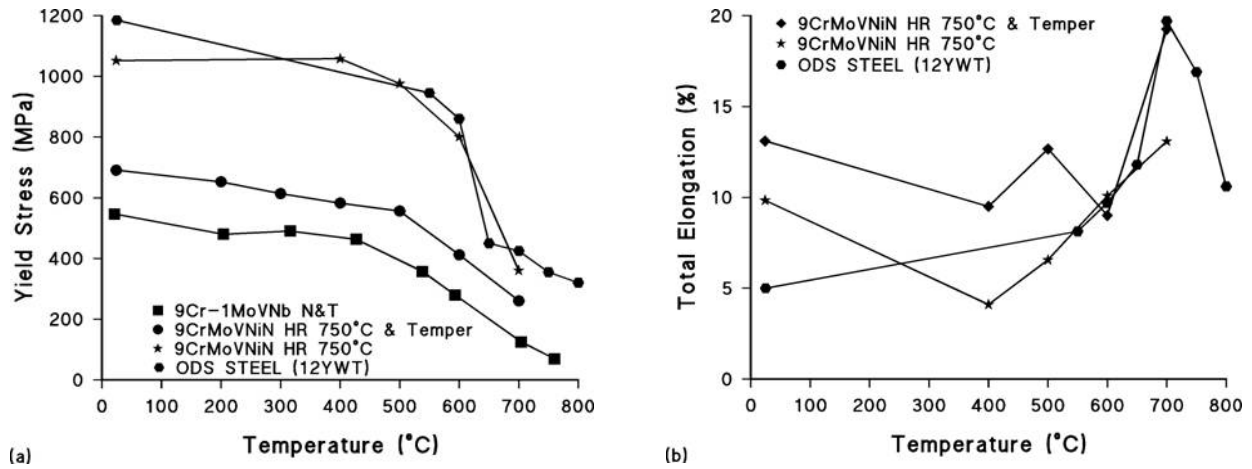 1200
1000
800
600
400
200
0
Yield Stress (MPa)
■ 9Cr-1MoVNb N&T
● 9CrMoVNiN HR 750°C & Temper
★ 9CrMoVNiN HR 750°C
● ODS STEEL (12YWT)
0 100 200 300 400 500 600 700 800
Temperature (°C)
(a)
20
15
10
5
0
Total Elongation (%)
◆ 9CrMoVNiN HR 750°C & Temper
★ 9CrMoVNiN HR 750°C
● ODS STEEL (12YWT)
0 100 200 300 400 500 600 700 800
Temperature (°C)
(b)